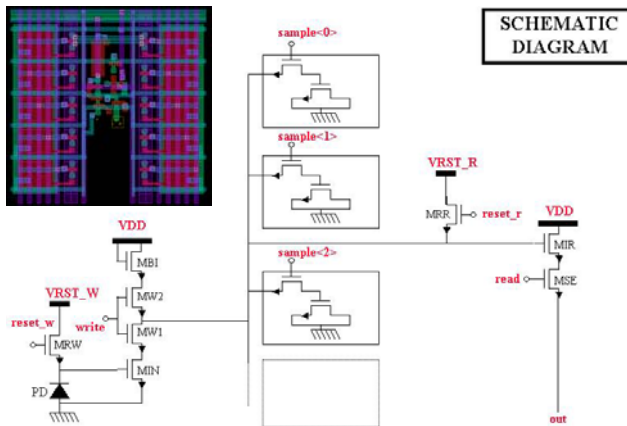 SCHEMATIC
DIAGRAM
sample<0>
sample<1>
VRST_R
MRR
reset_r
VDD
MIR
read
MSE
sample<2>
VDD
MBI
VRST_W
MW2
reset_w
write
MRW
MW1
PD
MIN
out